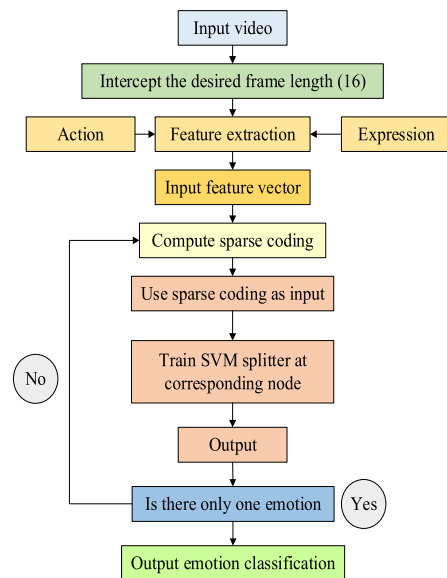 Input video
Intercept the desired frame length (16)
Action
Feature extraction
Expression
Input feature vector
Compute sparse coding
Use sparse coding as input
Train SVM splitter at
corresponding node
No
Output
Is there only one emotion
Yes
Output emotion classification